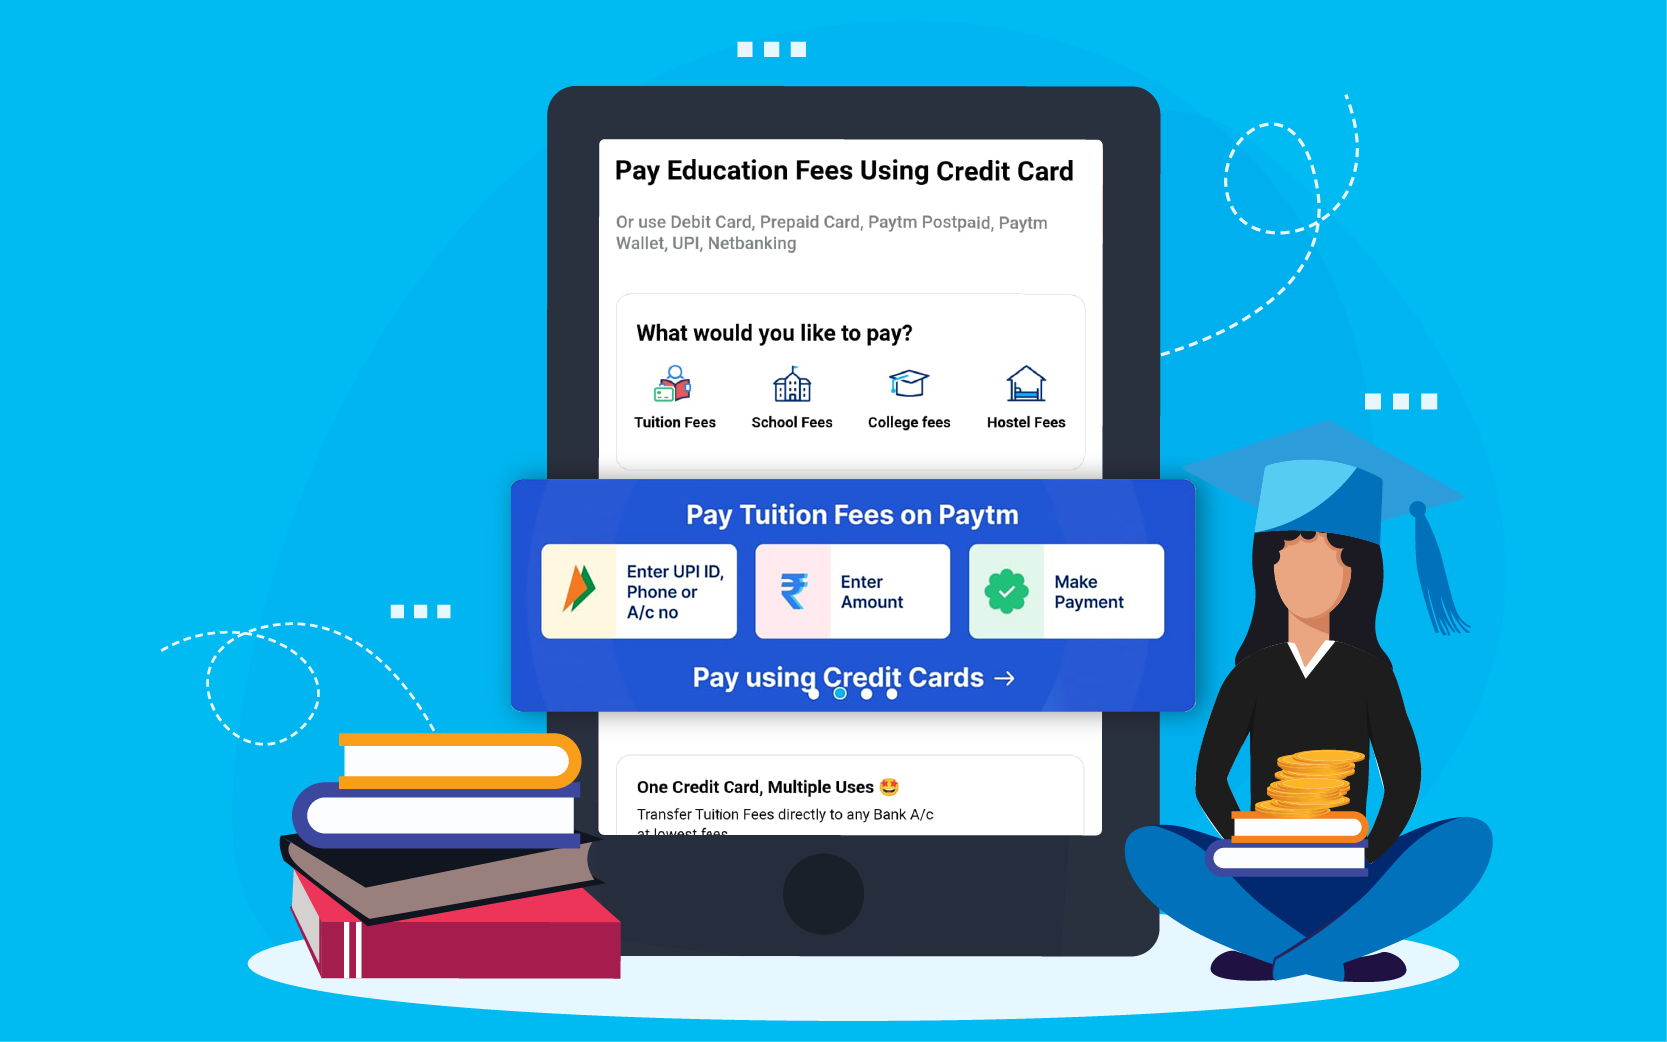 Pay Education Fees Using Credit Card
Or use Debit Card, Prepaid Card, Paytm Postpaid, Paytm
Wallet, UPI, Netbanking
What would you like to pay?
Tuition Fees
School Fees
College fees
Hostel Fees
Pay Tuition Fees on Paytm
Enter UPI ID,
Phone or
A/c no
₹
Enter
Amount
Make
Payment
Pay using Credit Cards →
One Credit Card, Multiple Uses 🤩
Transfer Tuition Fees directly to any Bank A/c
at lowest fees